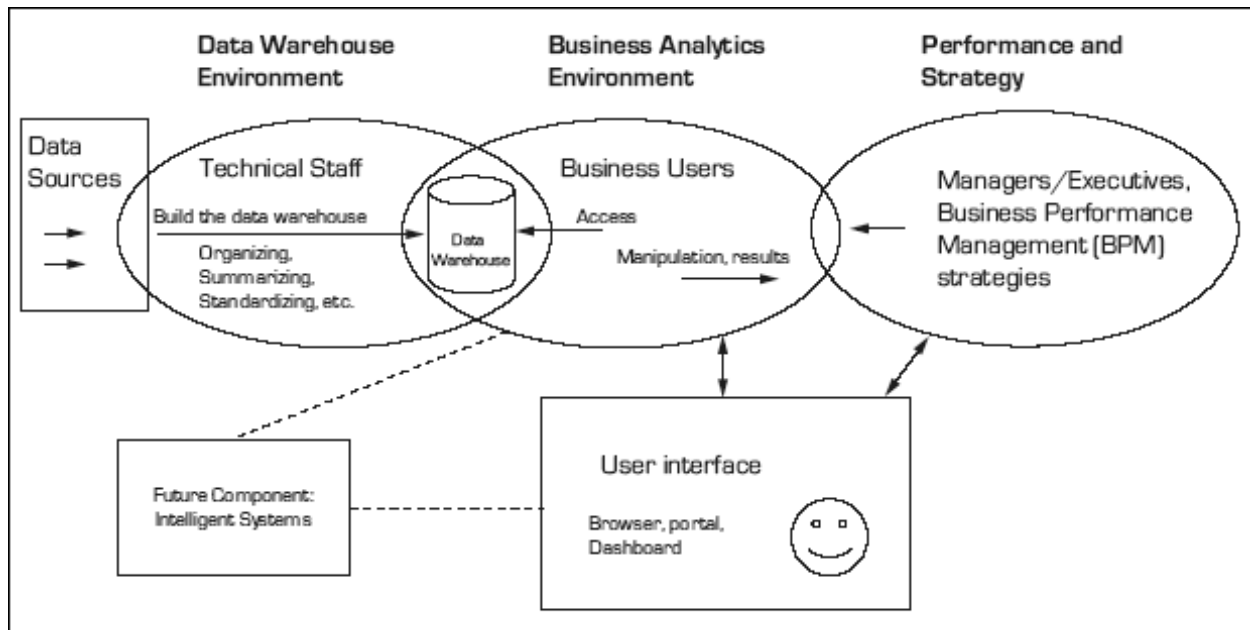 Data Warehouse
Environment
Business Analytics
Environment
Performance and
Strategy
Data
Sources
Technical Staff
Build the data warehouse
Organizing,
Summarizing,
Standardizing, etc.
Data
Warehouse
Business Users
Access
Manipulation, results
Managers/Executives,
Business Performance
Management (BPM)
strategies
Future Component:
Intelligent Systems
User interface
Browser, portal,
Dashboard